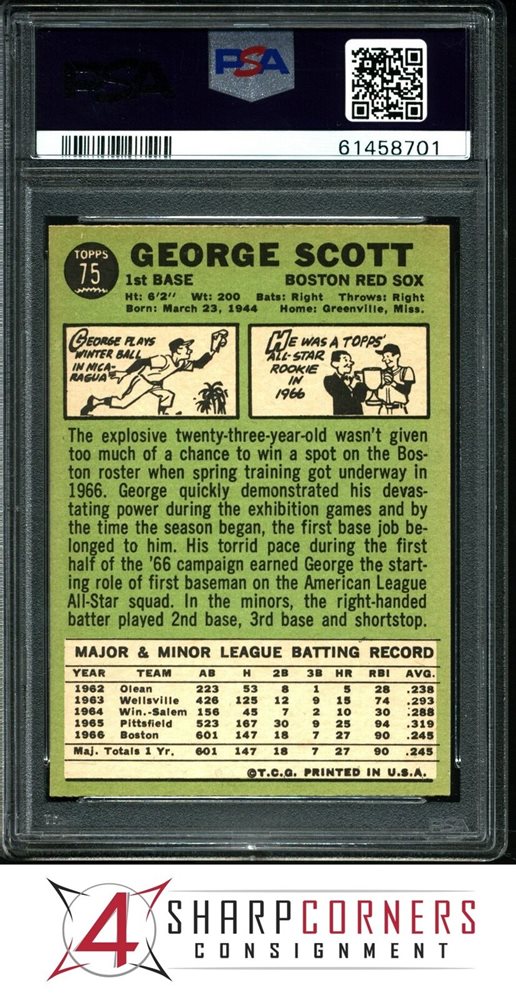 PSA
PSA
61458701
TOPPS
75
GEORGE SCOTT
1st BASE BOSTON RED SOX
Ht: 6'2" Wt: 200 Bats: Right Throws: Right
Born: March 23, 1944 Home: Greenville, Miss.
GEORGE PLAYS
WINTER BALL
IN NICA-
RAGUA
HE WAS A TOPPS'
ALL-STAR
ROOKIE
IN
1966
The explosive twenty-three-year-old wasn't given
too much of a chance to win a spot on the Bos-
ton roster when spring training got underway in
1966. George quickly demonstrated his devas-
tating power during the exhibition games and by
the time the season began, the first base job be-
longed to him. His torrid pace during the first
half of the '66 campaign earned George the start-
ing role of first baseman on the American League
All-Star squad. In the minors, the right-handed
batter played 2nd base, 3rd base and shortstop.
MAJOR & MINOR LEAGUE BATTING RECORD
YEAR TEAM AB H 2B 3B HR RBI AVG.
1962 Olean 223 53 8 1 5 28 .238
1963 Wellsville 426 125 12 9 15 74 .293
1964 Win.-Salem 156 45 7 2 10 30 .288
1965 Pittsfield 523 167 30 9 25 94 .319
1966 Boston 601 147 18 7 27 90 .245
Maj. Totals 1 Yr. 601 147 18 7 27 90 .245
©T.C.G. PRINTED IN U.S.A.
PSA
4 SHARPCORNERS
CONSIGNMENT